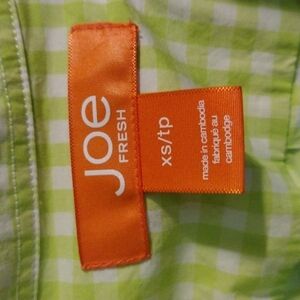 Joe
FRESH
xs/tp
made in cambodia
fabriqué au
cambodge